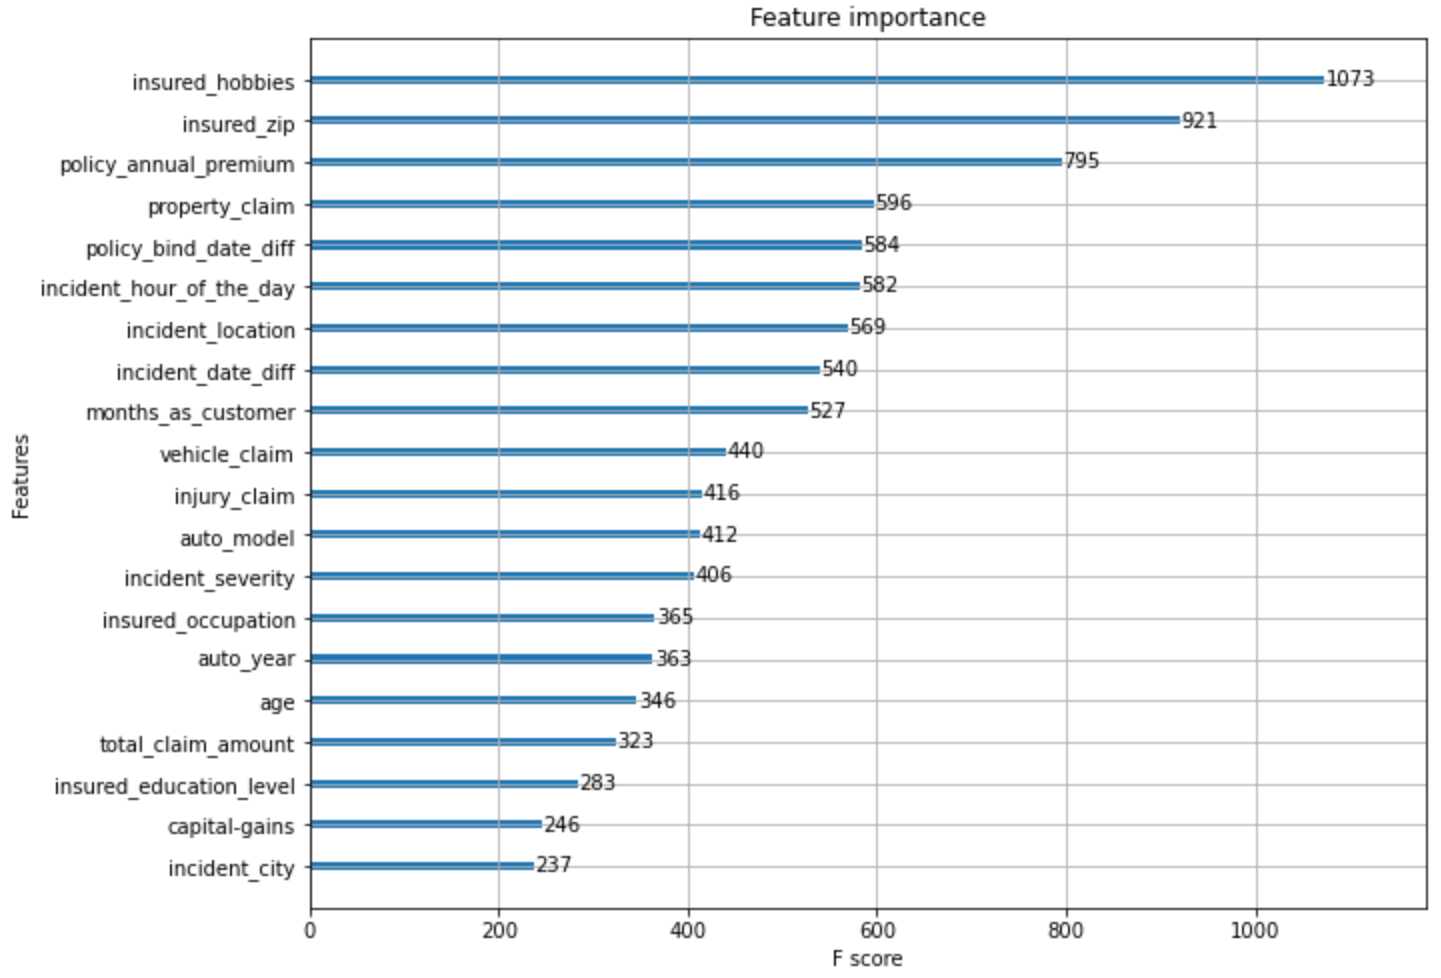 Feature importance
insured_hobbies 1073
insured_zip 921
policy_annual_premium 795
property_claim 596
policy_bind_date_diff 584
incident_hour_of_the_day 582
incident_location 569
incident_date_diff 540
months_as_customer 527
vehicle_claim 440
injury_claim 416
auto_model 412
incident_severity 406
insured_occupation 365
auto_year 363
age 346
total_claim_amount 323
insured_education_level 283
capital-gains 246
incident_city 237
Features
0 200 400 600 800 1000
F score